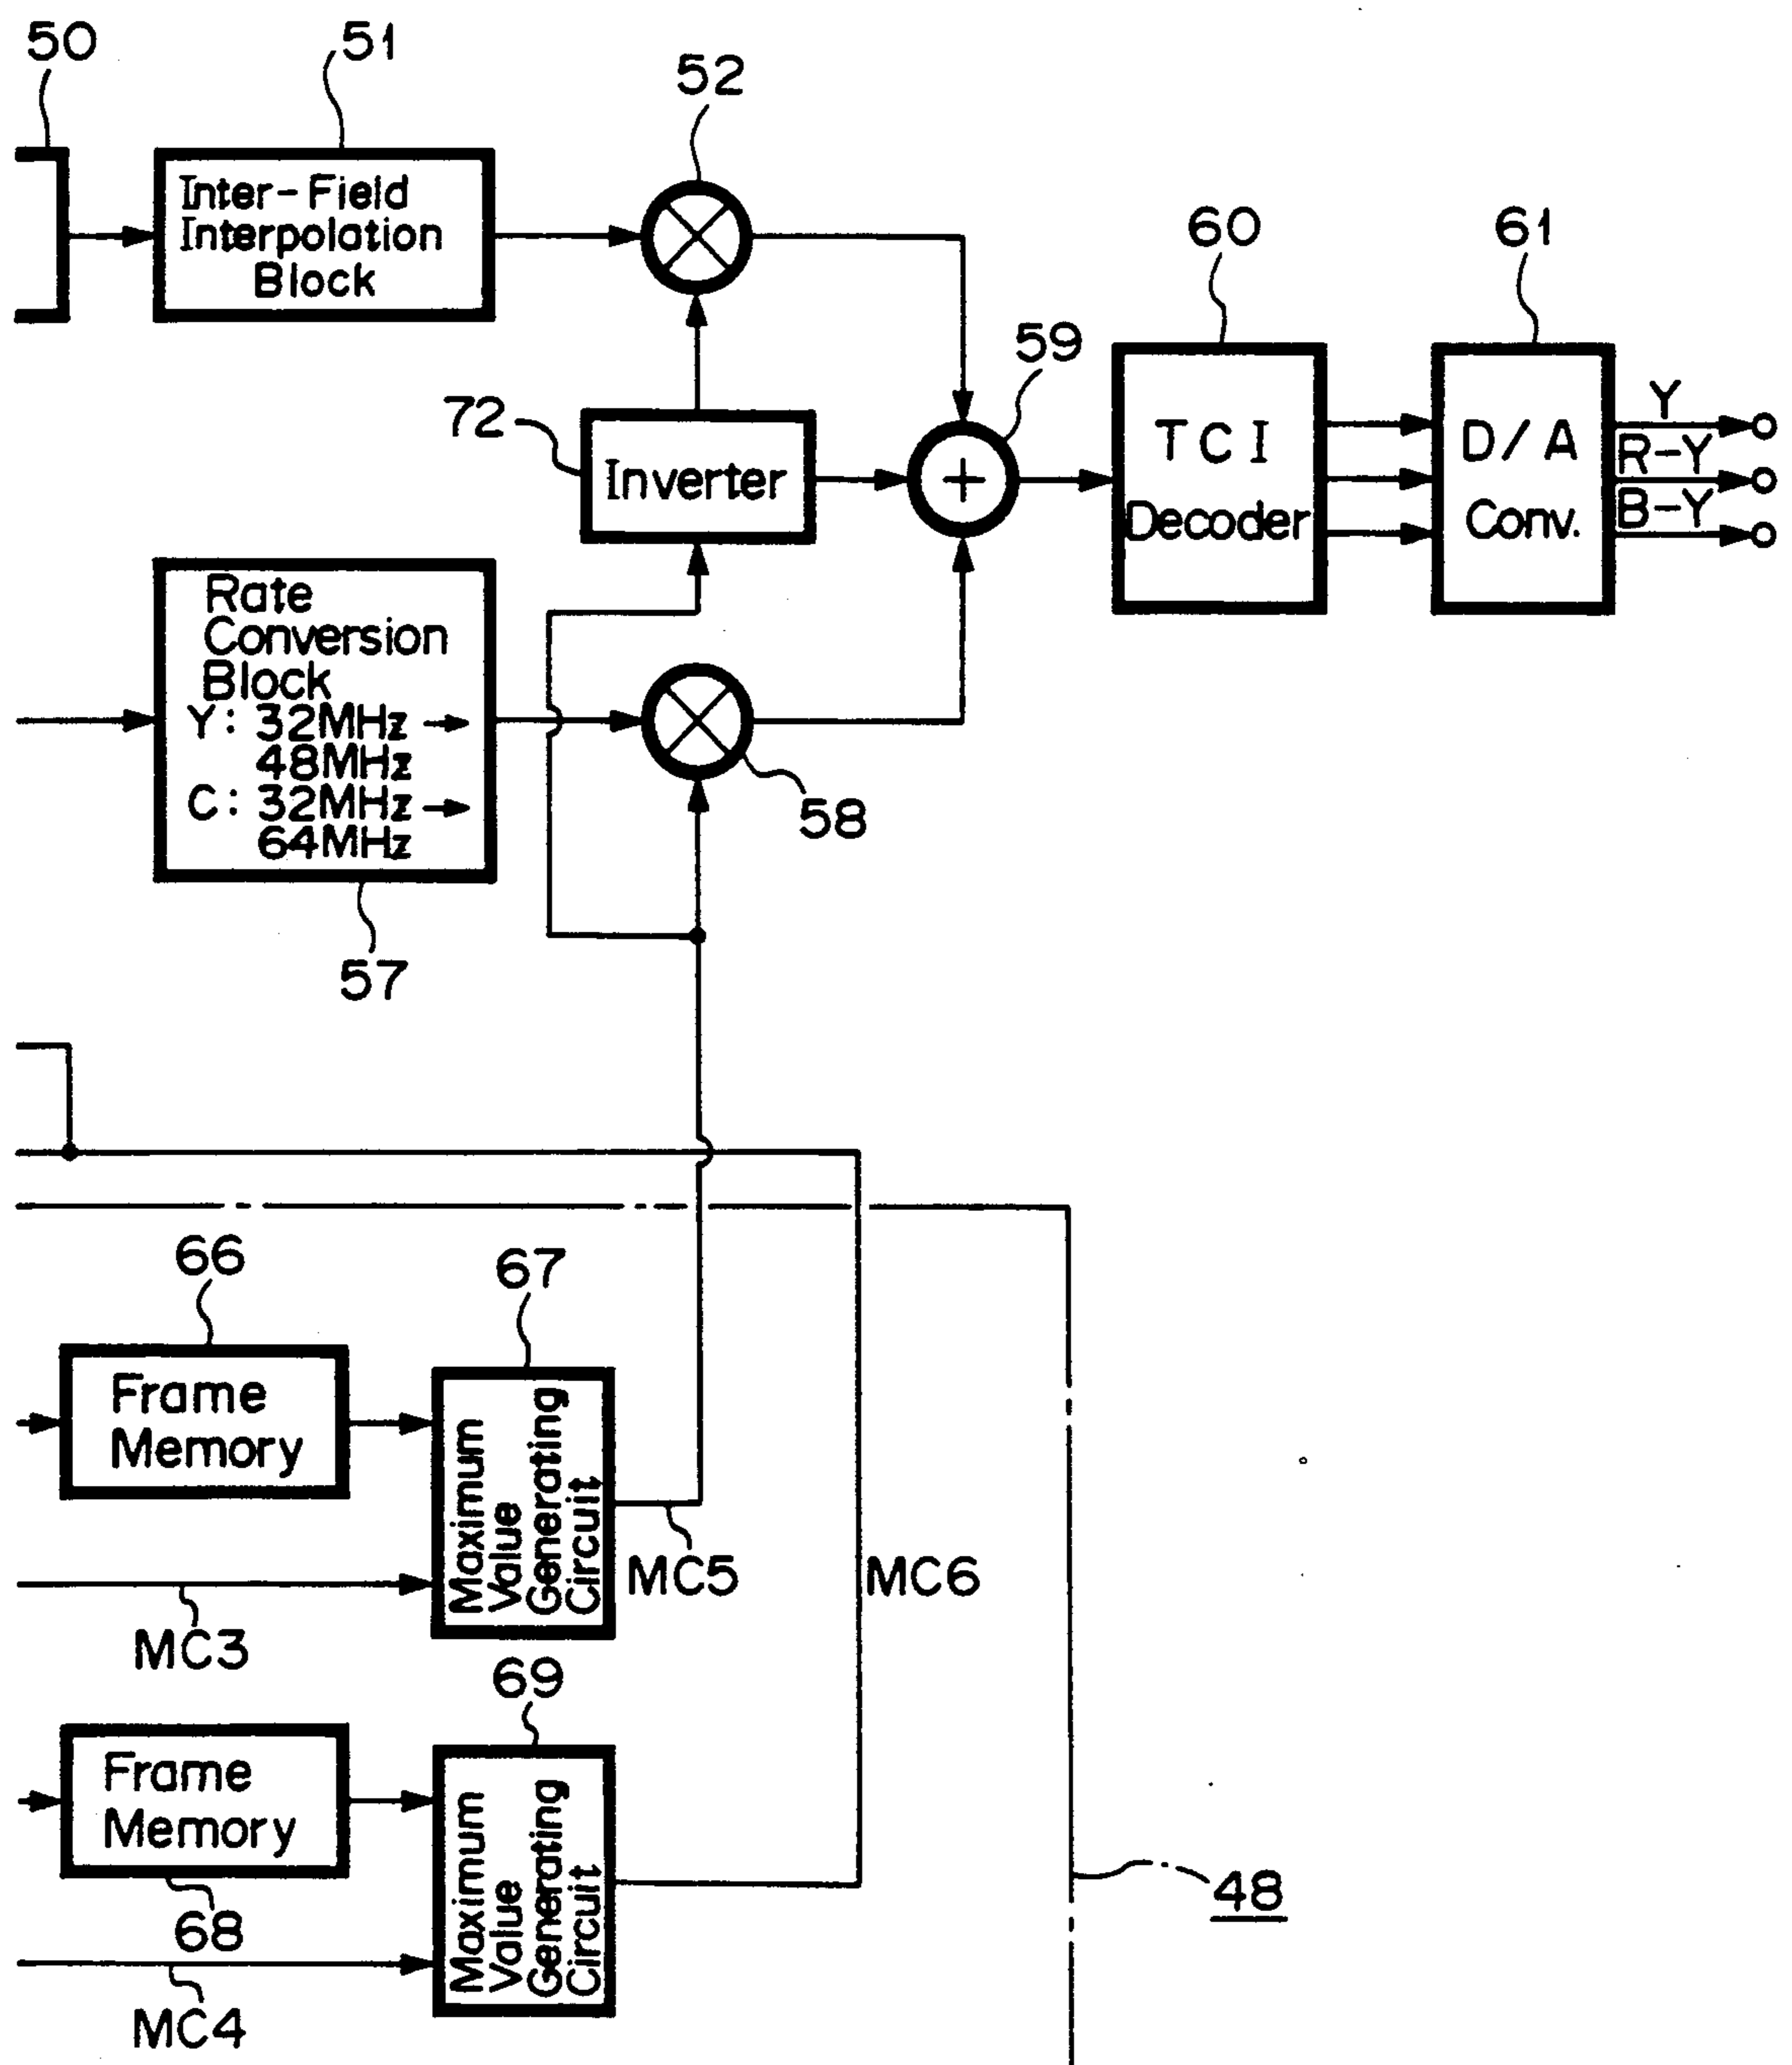 50
51
52
Inter-Field
Interpolation
Block
60
61
59
72
Inverter
TCI
Decoder
D/A
Conv.
Y
R-Y
B-Y
Rate
Conversion
Block
Y: 32MHz →
48MHz
C: 32MHz →
64MHz
58
57
66
67
Frame
Memory
Maximum
Value
Generating
Circuit
MC5
MC6
MC3
69
Frame
Memory
Maximum
Value
Generating
Circuit
48
68
MC4